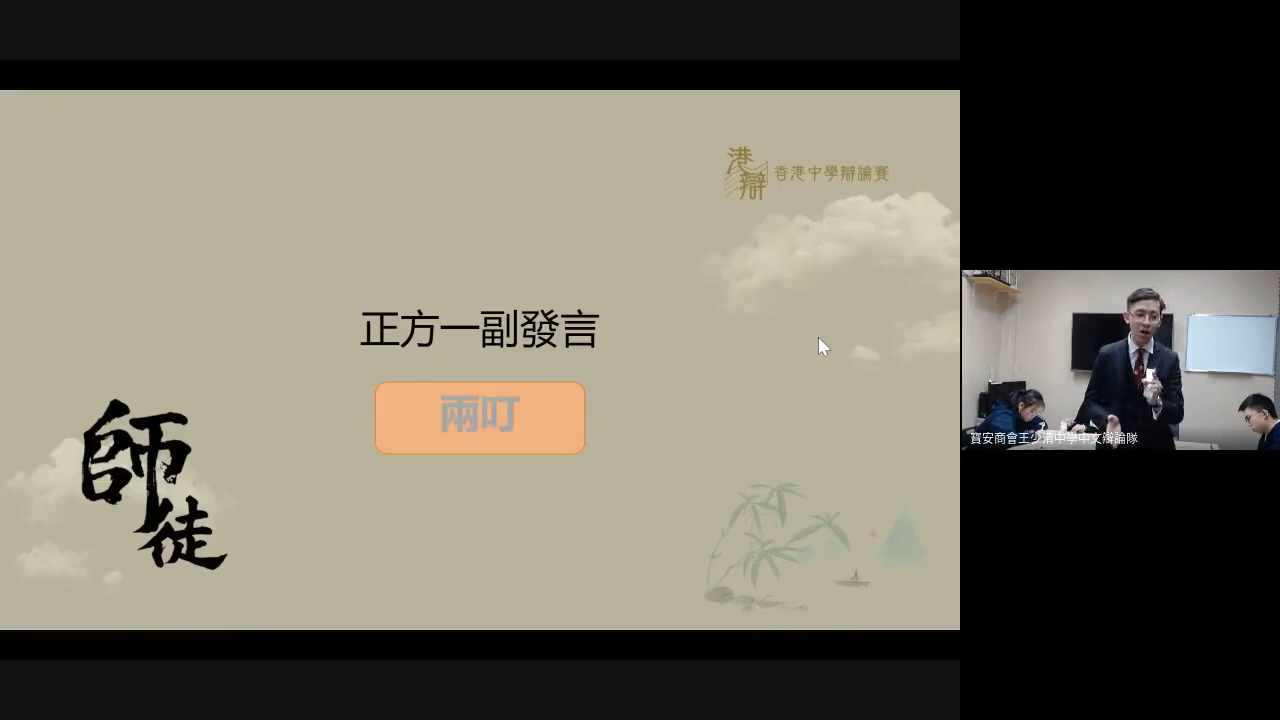 港辯
香港中學辯論賽
正方一副發言
兩叮
師徒
寶安商會王少清中學中文辯論隊